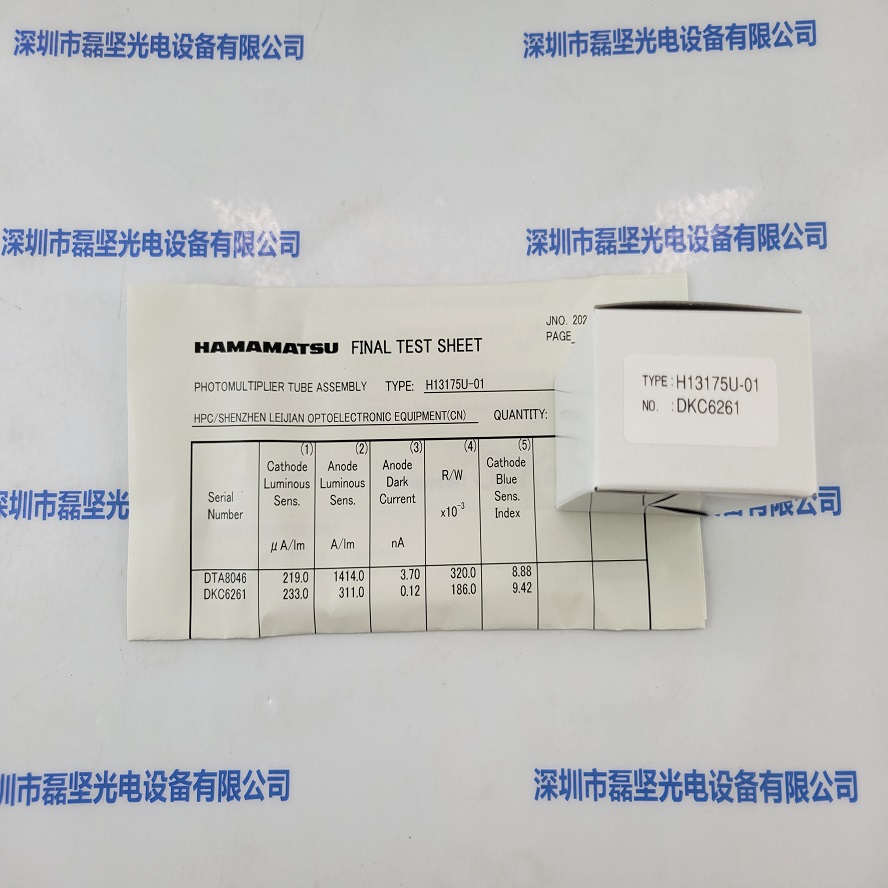 深圳市磊坚光电设备有限公司
深圳市磊坚光电设备有限公司
深圳市磊坚光电设备有限公司
深圳市磊坚光电设备有限公司
HAMAMATSU FINAL TEST SHEET
JNO. 202
PAGE
PHOTOMULTIPLIER TUBE ASSEMBLY TYPE: H13175U-01
HPC/SHENZHEN LEIJIAN OPTOELECTRONIC EQUIPMENT(CN) QUANTITY:
TYPE:H13175U-01
NO. :DKC6261
Serial Number
(1) Cathode Luminous Sens. μA/lm
(2) Anode Luminous Sens. A/lm
(3) Anode Dark Current nA
(4) R/W x10⁻³
(5) Cathode Blue Sens. Index
DTA8046 219.0 1414.0 3.70 320.0 8.88
DKC6261 233.0 311.0 0.12 186.0 9.42
深圳市磊坚光
设备有限公司
圳市磊坚光电设备有限公司
深圳市磊坚光电设备有限公司